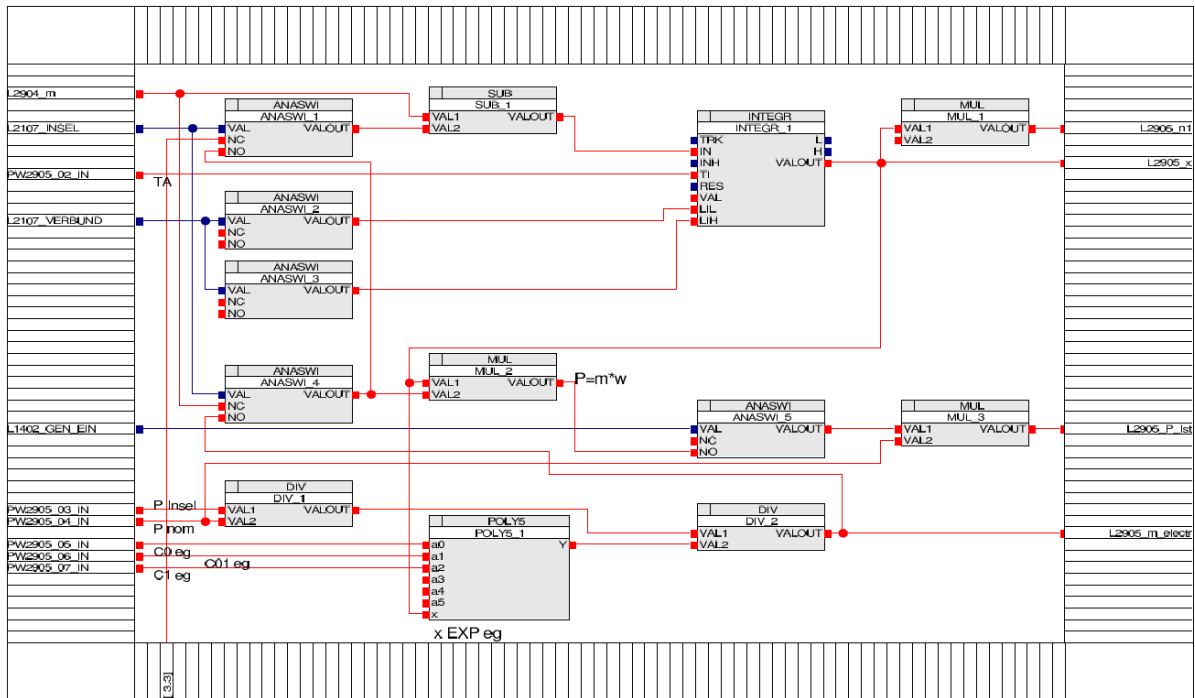 L2904_m
L2107_INSEL
PW2905_02_IN
TA
L2107_VERBUND
L1402_GEN_EIN
PW2905_03_IN
PW2905_04_IN
PW2905_05_IN
PW2905_06_IN
PW2905_07_IN
P Insel
P nom
C0 eg
C01 eg
C1 eg
[3.3]
ANASWI
ANASWI_1
VAL VALOUT
NC
NO
ANASWI
ANASWI_2
VAL VALOUT
NC
NO
ANASWI
ANASWI_3
VAL VALOUT
NC
NO
ANASWI
ANASWI_4
VAL VALOUT
NC
NO
DIV
DIV_1
VAL1 VALOUT
VAL2
SUB
SUB_1
VAL1 VALOUT
VAL2
MUL
MUL_2
VAL1 VALOUT
VAL2
P=m*w
POLY5
POLY5_1
a0 Y
a1
a2
a3
a4
a5
x
x EXP eg
INTEGR
INTEGR_1
TRK L
IN H
INH VALOUT
TI
RES
VAL
LIL
LIH
ANASWI
ANASWI_5
VAL VALOUT
NC
NO
DIV
DIV_2
VAL1 VALOUT
VAL2
MUL
MUL_1
VAL1 VALOUT
VAL2
MUL
MUL_3
VAL1 VALOUT
VAL2
L2905_n1
L2905_x
L2905_P_Ist
L2905_m_electr